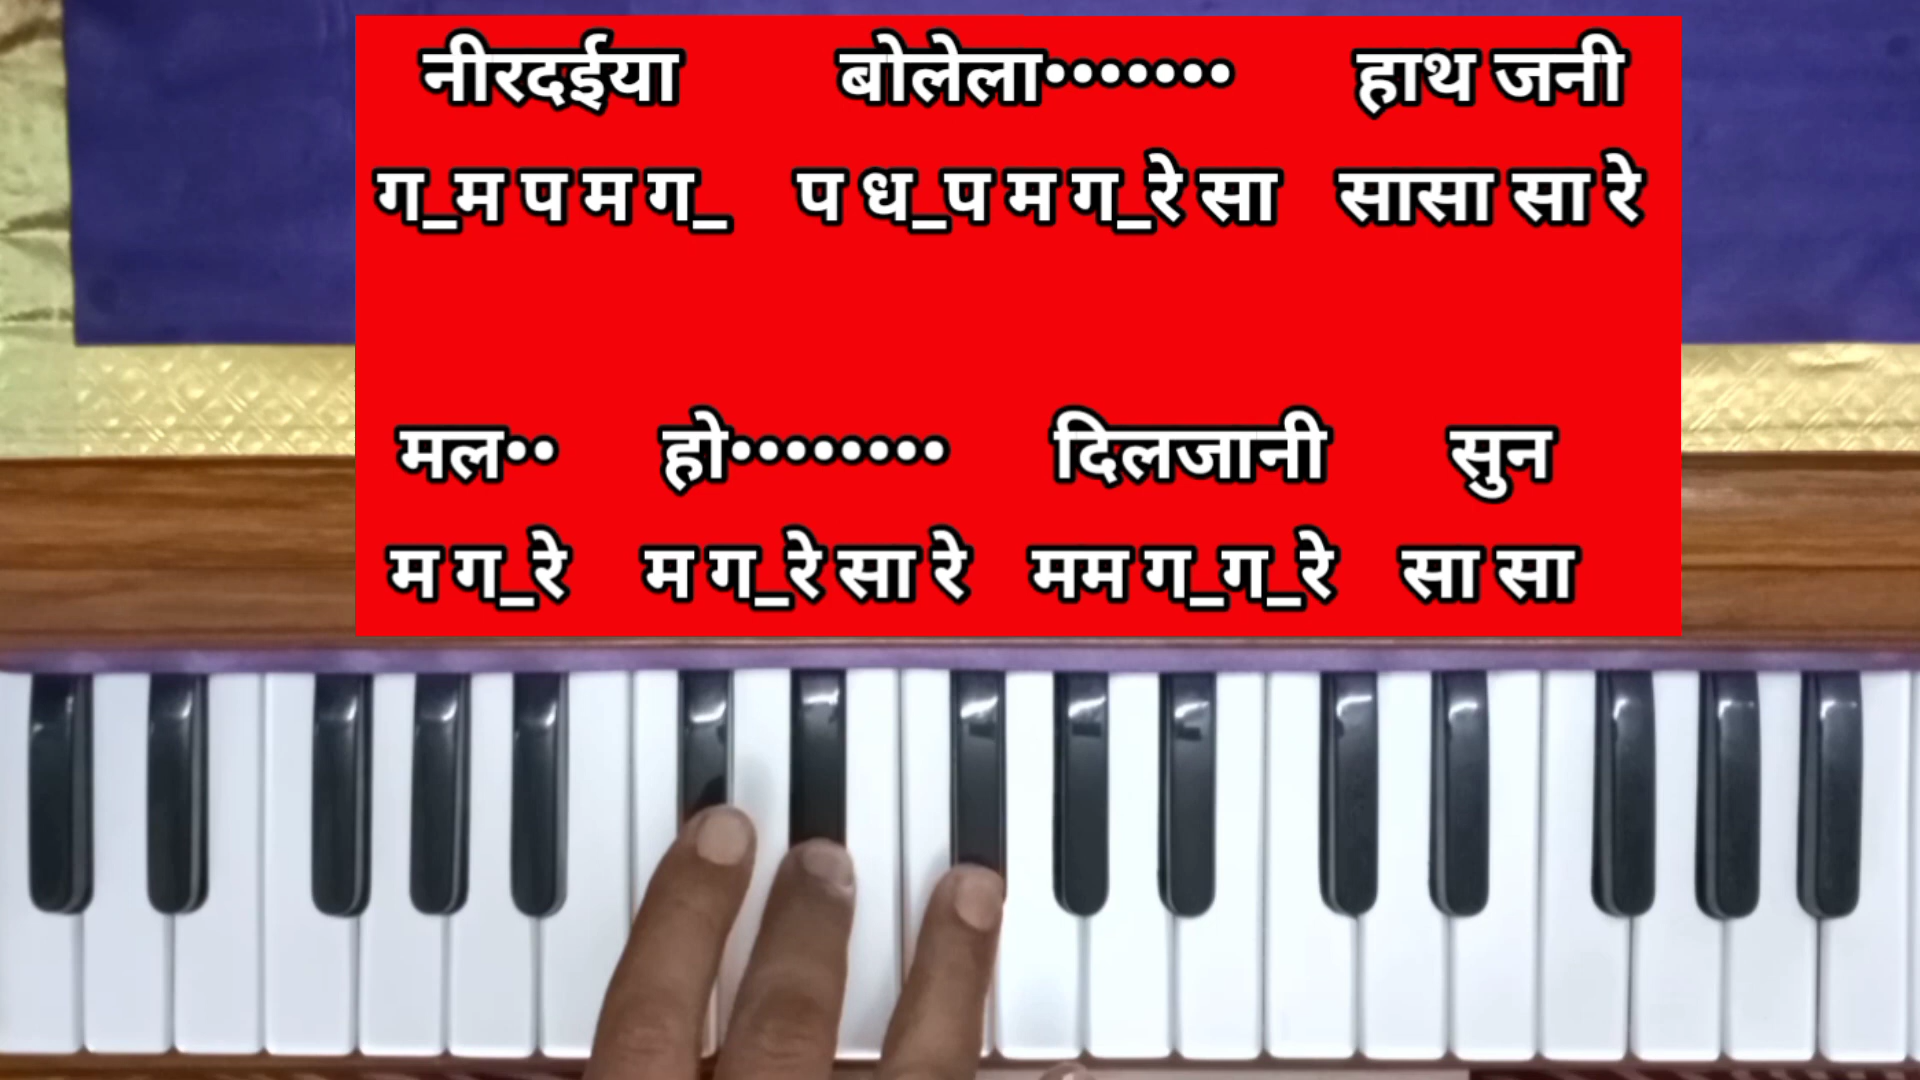 नीरदईया बोलेला••••••• हाथ जनी
ग_म प म ग_ प ध_प म ग_रे सा सासा सा रे
मल•• हो•••••••• दिलजानी सुन
म ग_रे म ग_रे सा रे मम ग_ग_रे सा सा